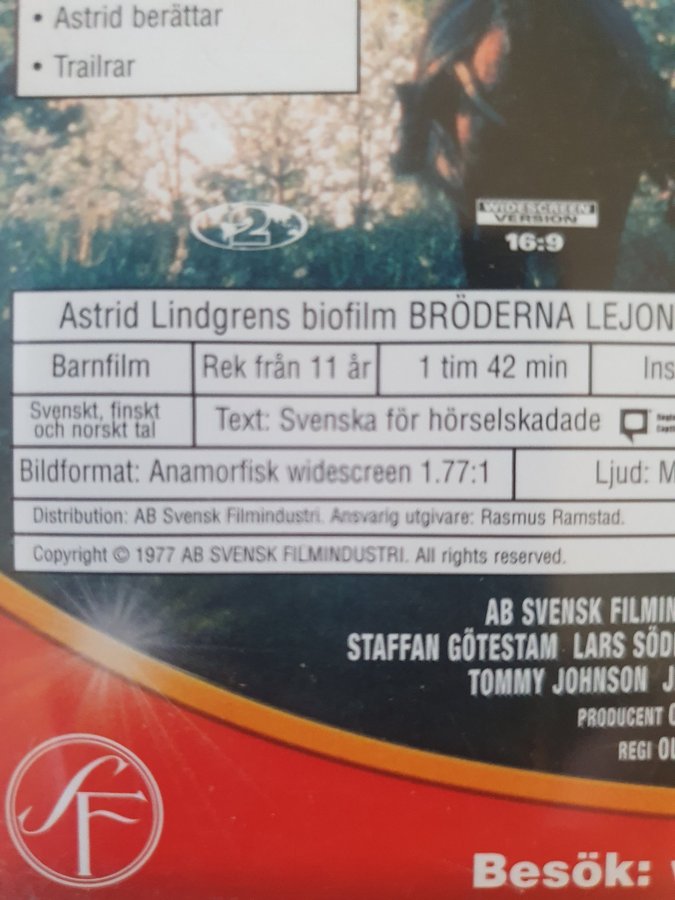 • Astrid berättar
• Trailrar
2
WIDESCREEN
VERSION
16:9
Astrid Lindgrens biofilm BRÖDERNA LEJON
Barnfilm Rek från 11 år 1 tim 42 min Ins
Svenskt, finskt
och norskt tal
Text: Svenska för hörselskadade
Bildformat: Anamorfisk widescreen 1.77:1 Ljud: M
Distribution: AB Svensk Filmindustri. Ansvarig utgivare: Rasmus Ramstad.
Copyright © 1977 AB SVENSK FILMINDUSTRI. All rights reserved.
AB SVENSK FILMIN
STAFFAN GÖTESTAM LARS SÖD
TOMMY JOHNSON J
PRODUCENT O
REGI OL
SF
Besök: